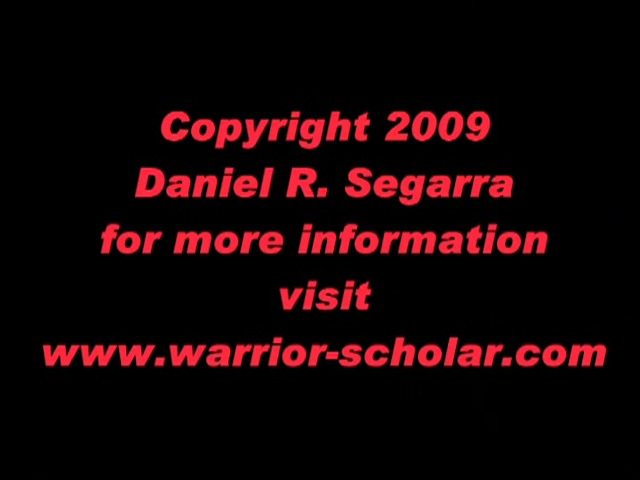 Copyright 2009
Daniel R. Segarra
for more information
visit
www.warrior-scholar.com